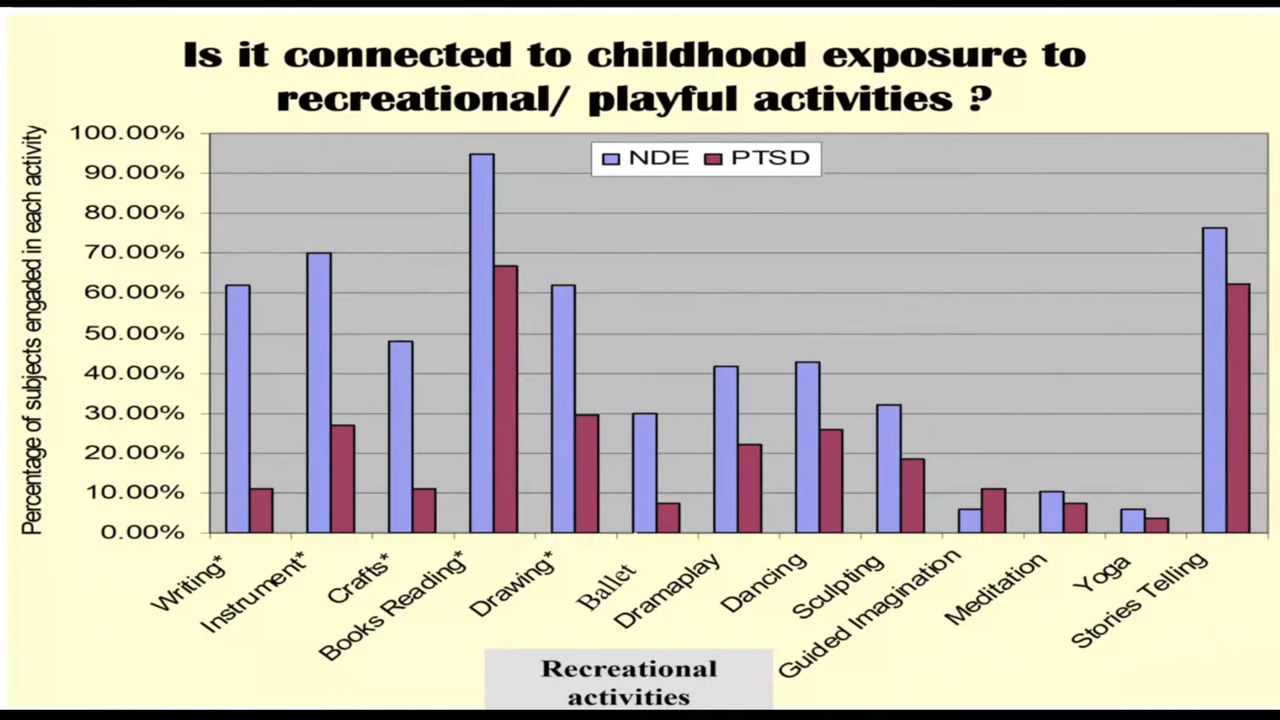 Is it connected to childhood exposure to
recreational/ playful activities ?
Percentage of subjects engaded in each activity
100.00%
90.00%
80.00%
70.00%
60.00%
50.00%
40.00%
30.00%
20.00%
10.00%
0.00%
NDE PTSD
Writing*
Instrument*
Crafts*
Books Reading*
Drawing*
Ballet
Dramaplay
Dancing
Sculpting
Guided Imagination
Meditation
Yoga
Stories Telling
Recreational
activities